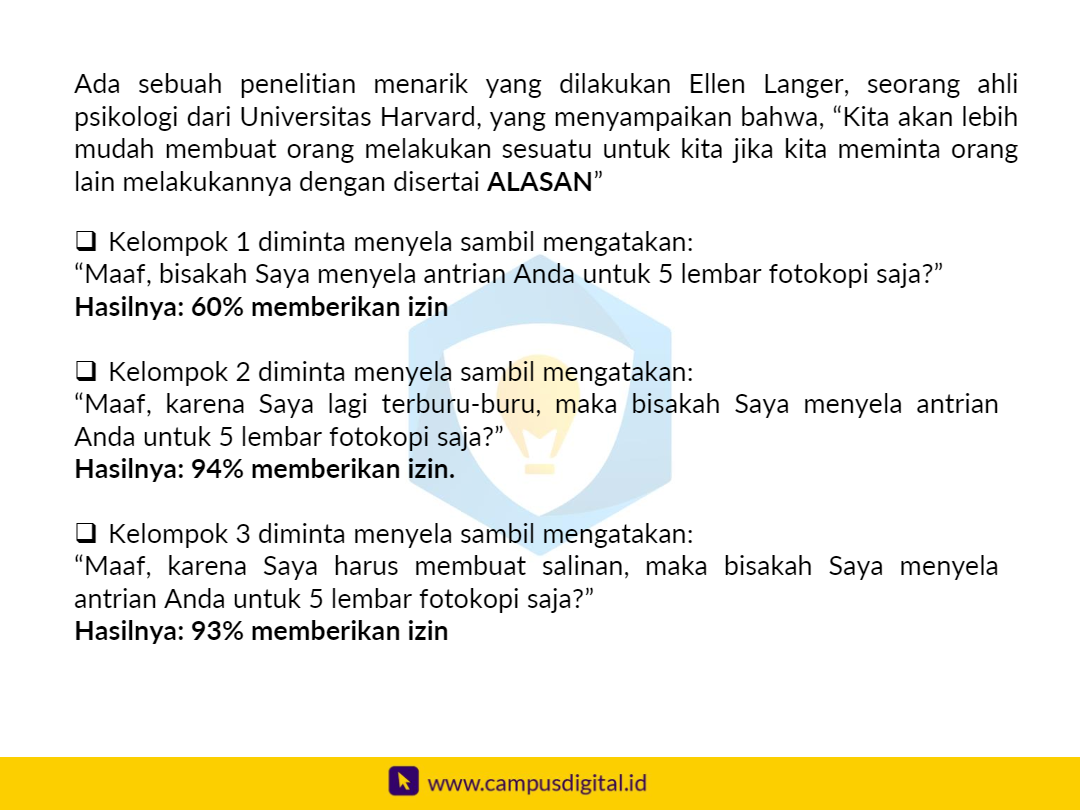 Ada sebuah penelitian menarik yang dilakukan Ellen Langer, seorang ahli
psikologi dari Universitas Harvard, yang menyampaikan bahwa, “Kita akan lebih
mudah membuat orang melakukan sesuatu untuk kita jika kita meminta orang
lain melakukannya dengan disertai ALASAN”
❑ Kelompok 1 diminta menyela sambil mengatakan:
“Maaf, bisakah Saya menyela antrian Anda untuk 5 lembar fotokopi saja?”
Hasilnya: 60% memberikan izin
❑ Kelompok 2 diminta menyela sambil mengatakan:
“Maaf, karena Saya lagi terburu-buru, maka bisakah Saya menyela antrian
Anda untuk 5 lembar fotokopi saja?”
Hasilnya: 94% memberikan izin.
❑ Kelompok 3 diminta menyela sambil mengatakan:
“Maaf, karena Saya harus membuat salinan, maka bisakah Saya menyela
antrian Anda untuk 5 lembar fotokopi saja?”
Hasilnya: 93% memberikan izin
www.campusdigital.id